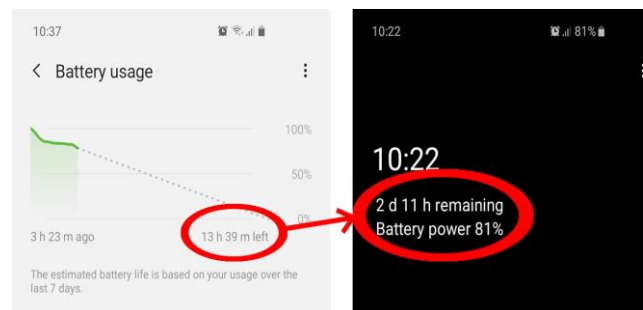 10:37
Battery usage
100%
50%
0%
3 h 23 m ago
13 h 39 m left
The estimated battery life is based on your usage over the
last 7 days.
10:22
81%
10:22
2 d 11 h remaining
Battery power 81%